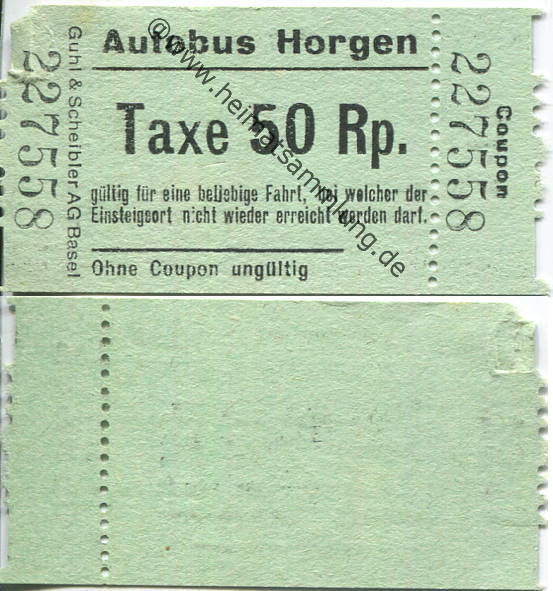 Autobus Horgen
Taxe 50 Rp.
gültig für eine beliebige Fahrt, bei welcher der
Einsteigeort nicht wieder erreicht werden darf.
Ohne Coupon ungültig
227558
Guhl & Scheibler AG Basel
Coupon
227558
@www.heimatsammlung.de